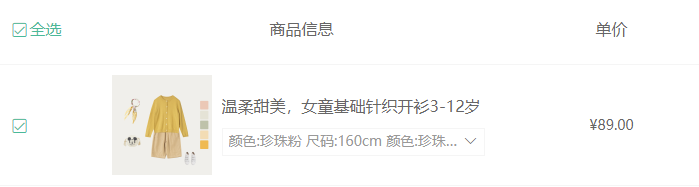 全选 商品信息 单价
温柔甜美，女童基础针织开衫3-12岁
颜色:珍珠粉 尺码:160cm 颜色:珍珠...
¥89.00